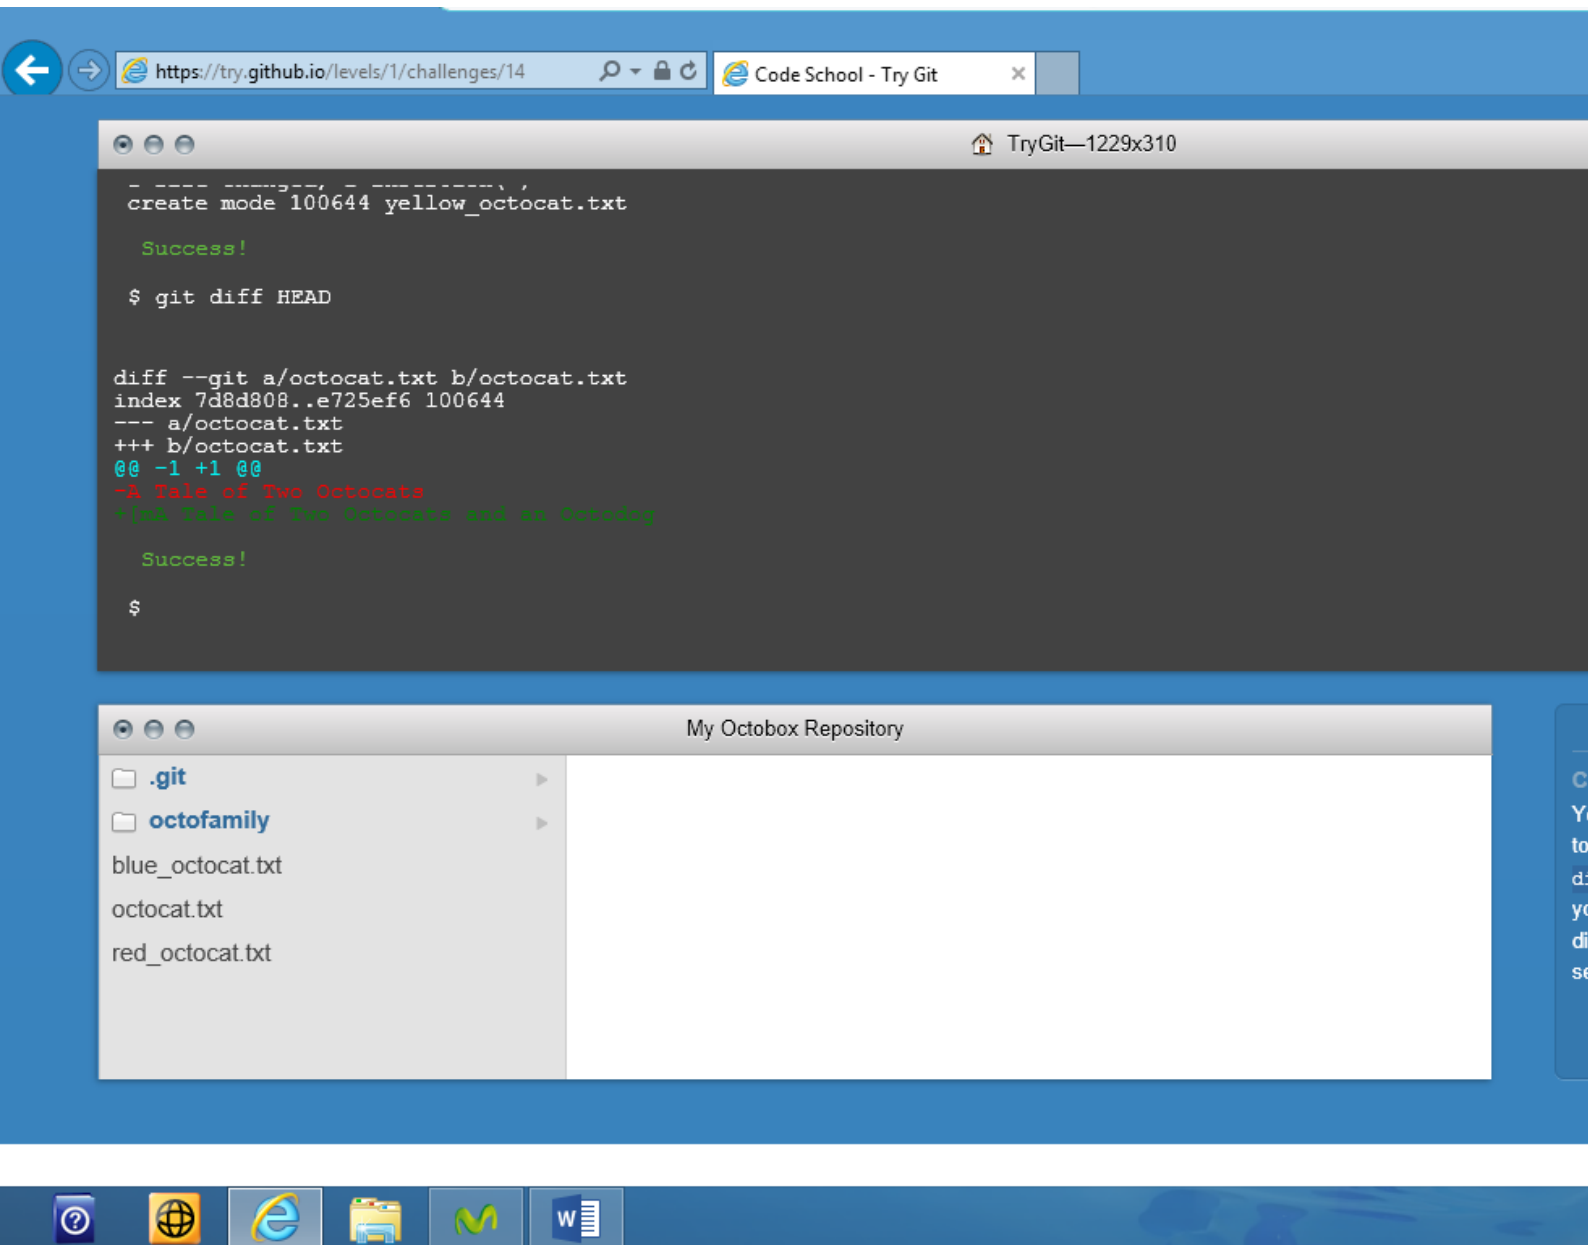 https://try.github.io/levels/1/challenges/14
Code School - Try Git
TryGit—1229x310
create mode 100644 yellow_octocat.txt
Success!
$ git diff HEAD
diff --git a/octocat.txt b/octocat.txt
index 7d8d808..e725ef6 100644
--- a/octocat.txt
+++ b/octocat.txt
@@ -1 +1 @@
-A Tale of Two Octocats
+[mA Tale of Two Octocats and an Octodog
Success!
$
My Octobox Repository
.git
octofamily
blue_octocat.txt
octocat.txt
red_octocat.txt
to